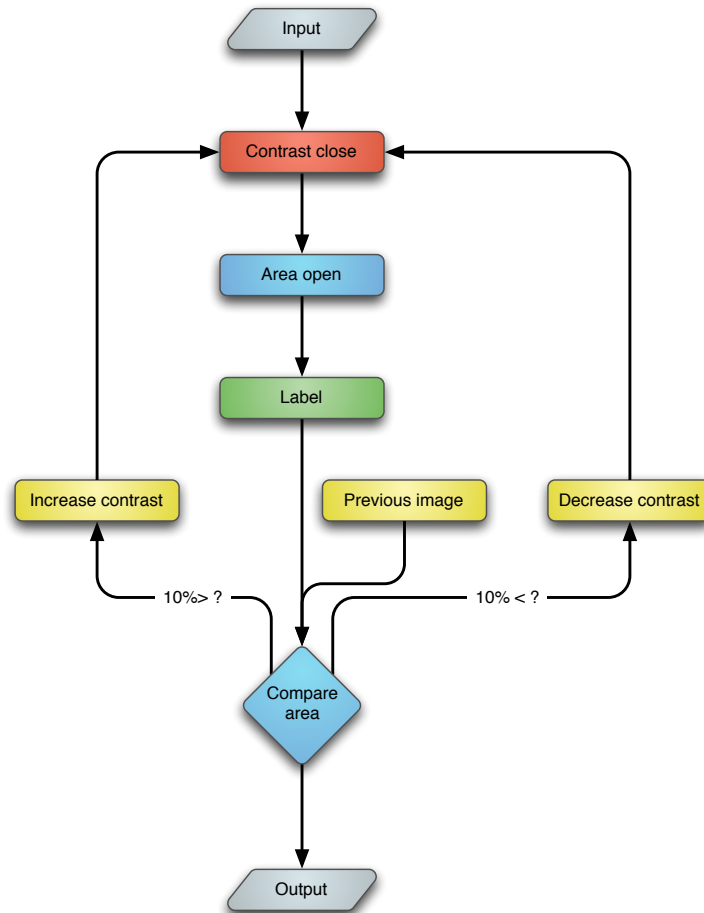 Input
Contrast close
Area open
Label
Increase contrast
Previous image
Decrease contrast
10%> ?
10% < ?
Compare
area
Output